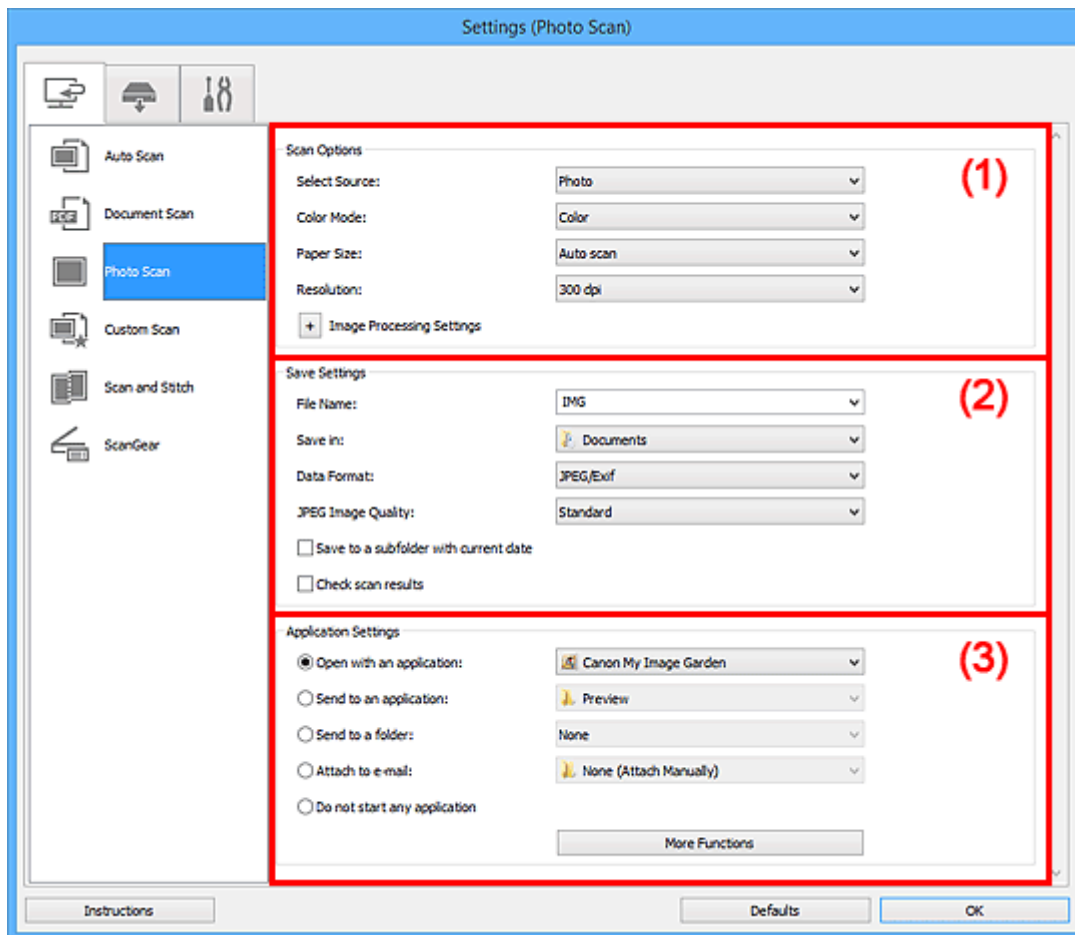 Settings (Photo Scan)
Auto Scan
Document Scan
PDF
Photo Scan
Custom Scan
Scan and Stitch
ScanGear
Scan Options
(1)
Select Source: Photo
Color Mode: Color
Paper Size: Auto scan
Resolution: 300 dpi
+ Image Processing Settings
Save Settings
(2)
File Name: IMG
Save in: Documents
Data Format: JPEG/Exif
JPEG Image Quality: Standard
Save to a subfolder with current date
Check scan results
Application Settings
(3)
Open with an application: Canon My Image Garden
Send to an application: Preview
Send to a folder: None
Attach to e-mail: None (Attach Manually)
Do not start any application
More Functions
Instructions Defaults OK